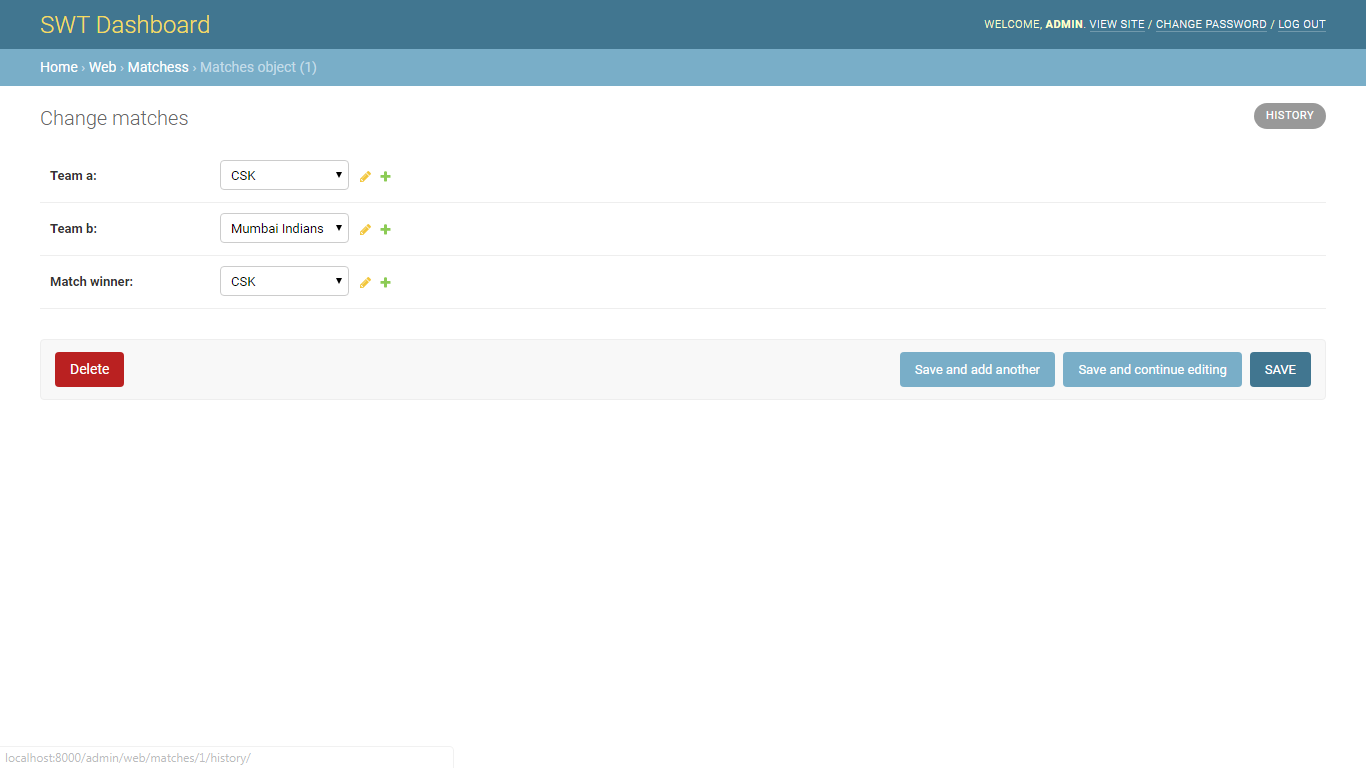 SWT Dashboard
WELCOME, ADMIN. VIEW SITE / CHANGE PASSWORD / LOG OUT
Home › Web › Matchess › Matches object (1)
Change matches
HISTORY
Team a: CSK
Team b: Mumbai Indians
Match winner: CSK
Delete Save and add another Save and continue editing SAVE
localhost:8000/admin/web/matches/1/history/